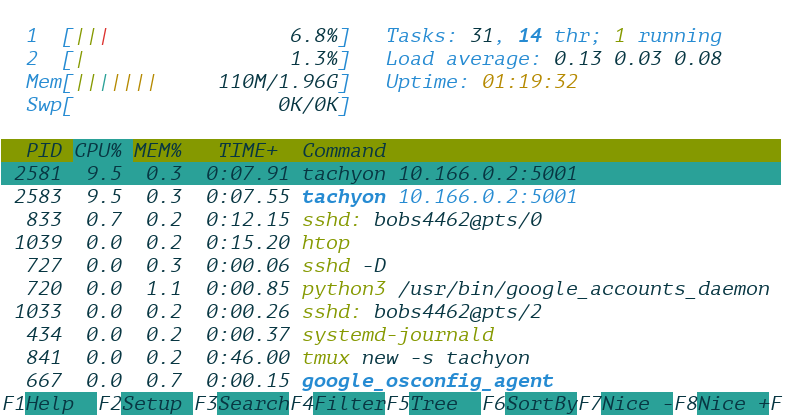 1 [||| 6.8%] Tasks: 31, 14 thr; 1 running
2 [| 1.3%] Load average: 0.13 0.03 0.08
Mem[||||||| 110M/1.96G] Uptime: 01:19:32
Swp[ 0K/0K]
PID CPU% MEM% TIME+ Command
2581 9.5 0.3 0:07.91 tachyon 10.166.0.2:5001
2583 9.5 0.3 0:07.55 tachyon 10.166.0.2:5001
833 0.7 0.2 0:12.15 sshd: bobs4462@pts/0
1039 0.0 0.2 0:15.20 htop
727 0.0 0.3 0:00.06 sshd -D
720 0.0 1.1 0:00.85 python3 /usr/bin/google_accounts_daemon
1033 0.0 0.2 0:00.26 sshd: bobs4462@pts/2
434 0.0 0.2 0:00.37 systemd-journald
841 0.0 0.2 0:46.00 tmux new -s tachyon
667 0.0 0.7 0:00.15 google_osconfig_agent
F1Help F2Setup F3SearchF4FilterF5Tree F6SortByF7Nice -F8Nice +F